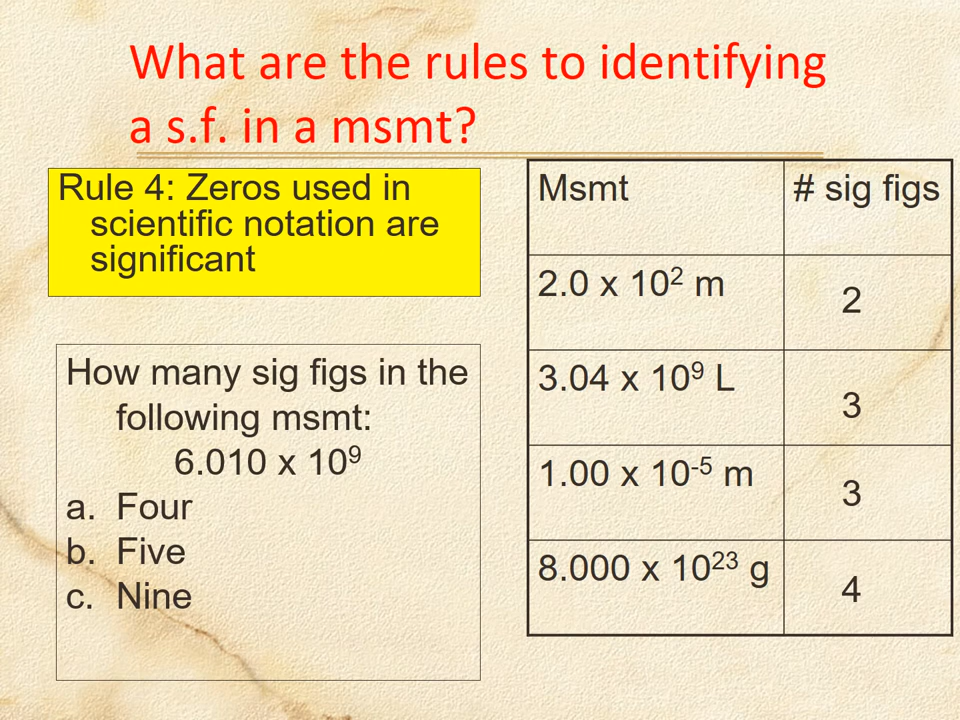 What are the rules to identifying
a s.f. in a msmt?
Rule 4: Zeros used in
scientific notation are
significant
How many sig figs in the
following msmt:
6.010 x 10⁹
a. Four
b. Five
c. Nine
Msmt # sig figs
2.0 x 10² m 2
3.04 x 10⁹ L 3
1.00 x 10⁻⁵ m 3
8.000 x 10²³ g 4